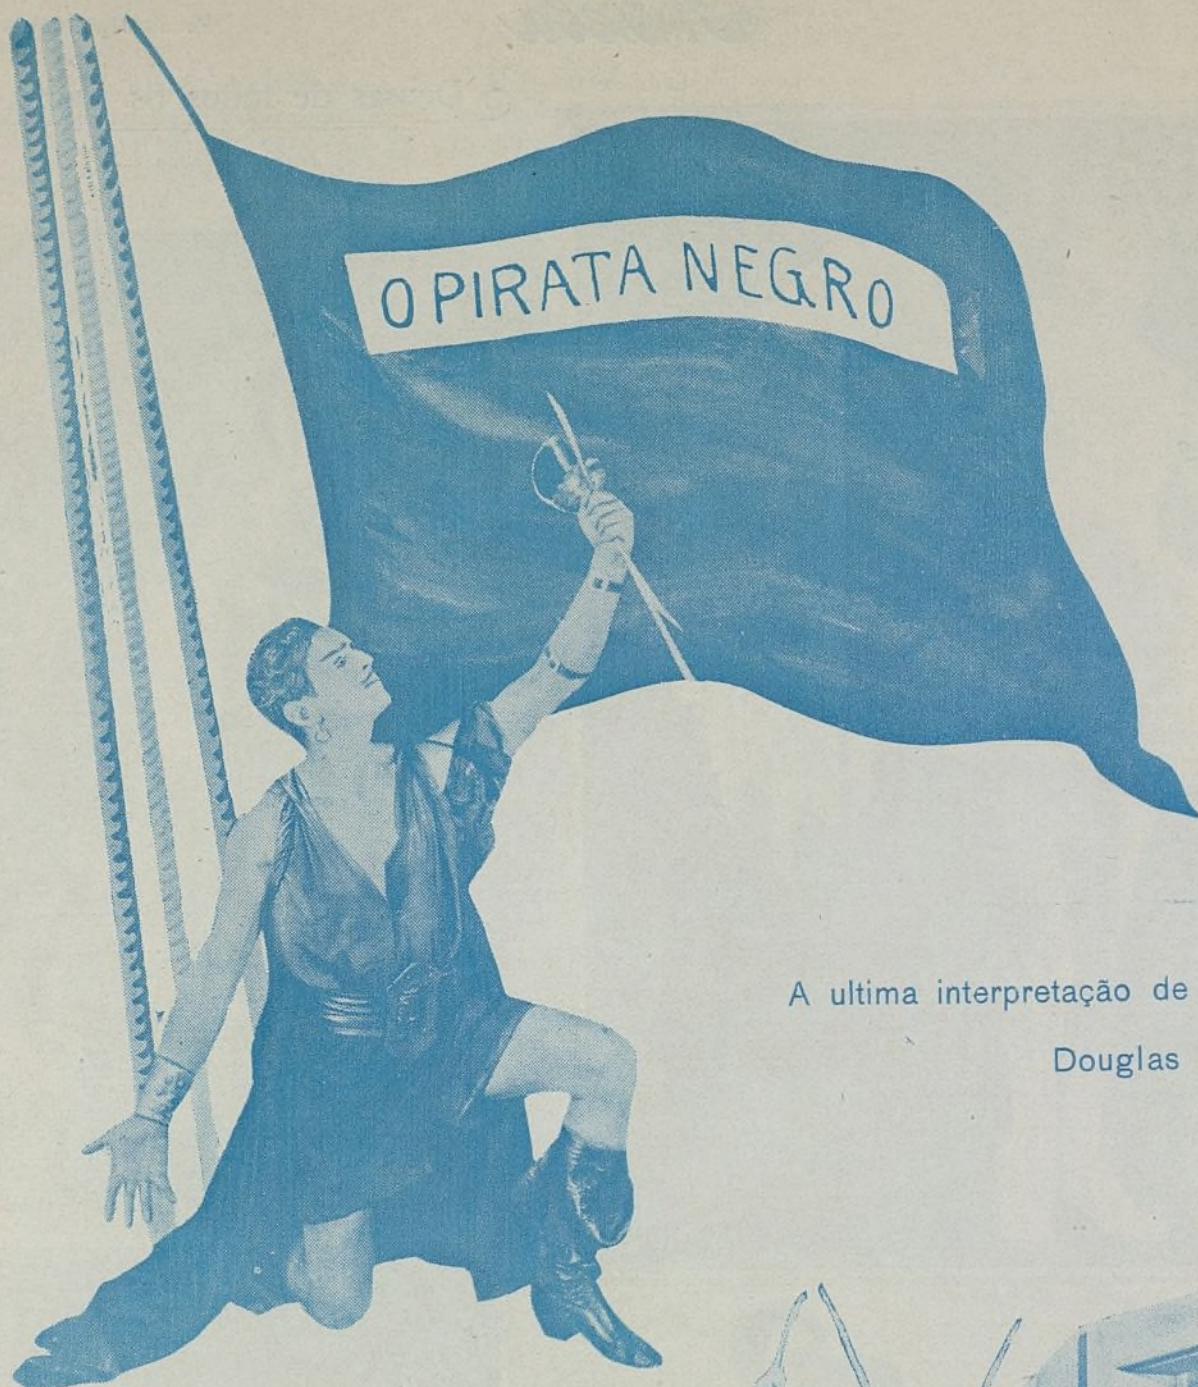 O PIRATA NEGRO
A ultima interpretação de
Douglas